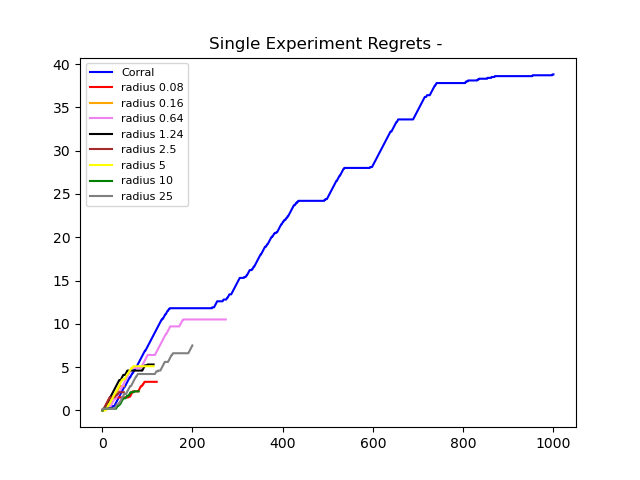 Single Experiment Regrets -
40
35
30
25
20
15
10
5
0
Corral
radius 0.08
radius 0.16
radius 0.64
radius 1.24
radius 2.5
radius 5
radius 10
radius 25
0 200 400 600 800 1000